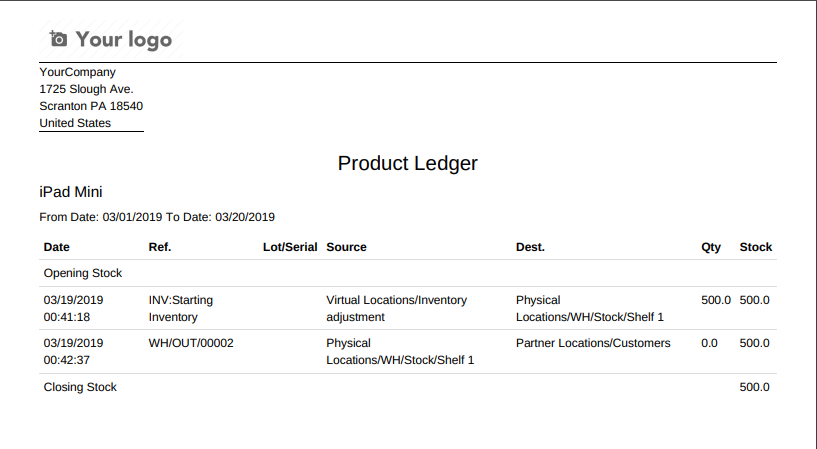 Your logo
YourCompany
1725 Slough Ave.
Scranton PA 18540
United States
Product Ledger
iPad Mini
From Date: 03/01/2019 To Date: 03/20/2019
Date Ref. Lot/Serial Source Dest. Qty Stock
Opening Stock
03/19/2019 INV:Starting Virtual Locations/Inventory Physical 500.0 500.0
00:41:18 Inventory adjustment Locations/WH/Stock/Shelf 1
03/19/2019 WH/OUT/00002 Physical Partner Locations/Customers 0.0 500.0
00:42:37 Locations/WH/Stock/Shelf 1
Closing Stock 500.0